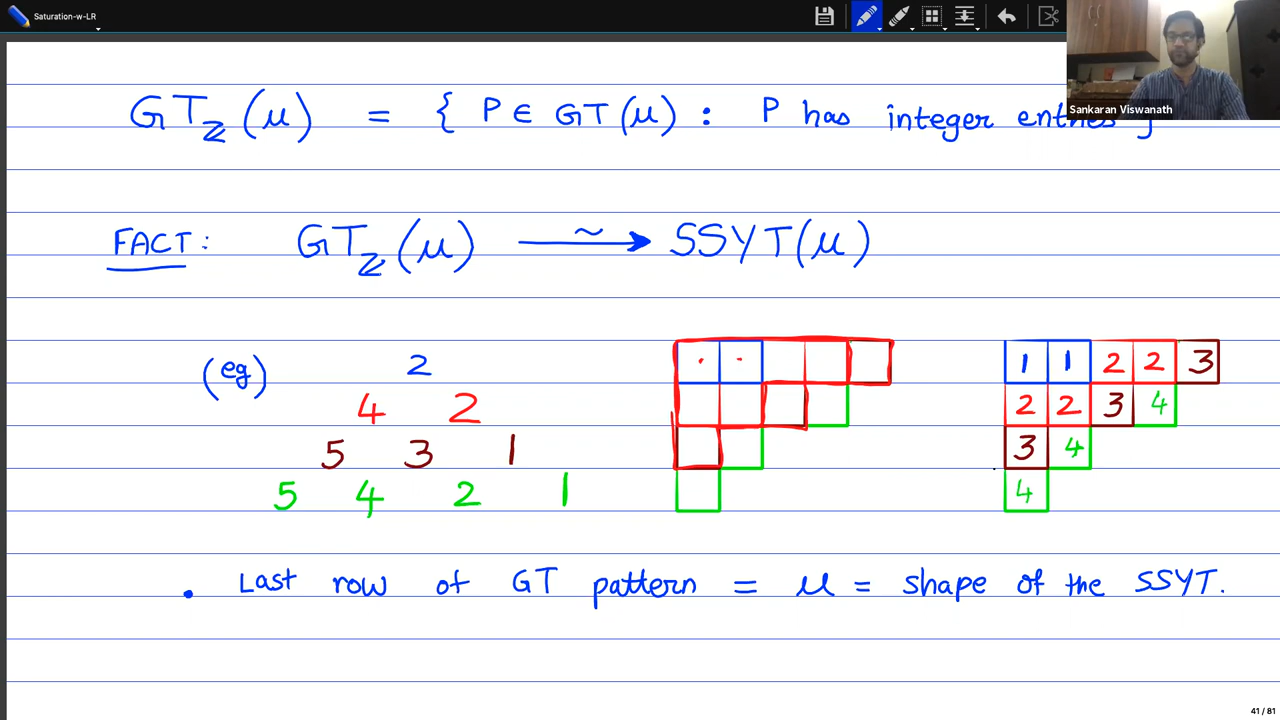 Saturation-w-LR
Sankaran Viswanath
GT_ℤ(μ) = { P ∈ GT(μ) : P has integer entries }
FACT: GT_ℤ(μ) ⥲ SSYT(μ)
(eg)
2
4 2
5 3 1
5 4 2 1
1 1 2 2 3
2 2 3 4
3 4
4
• Last row of GT pattern = μ = shape of the SSYT.
41 / 81